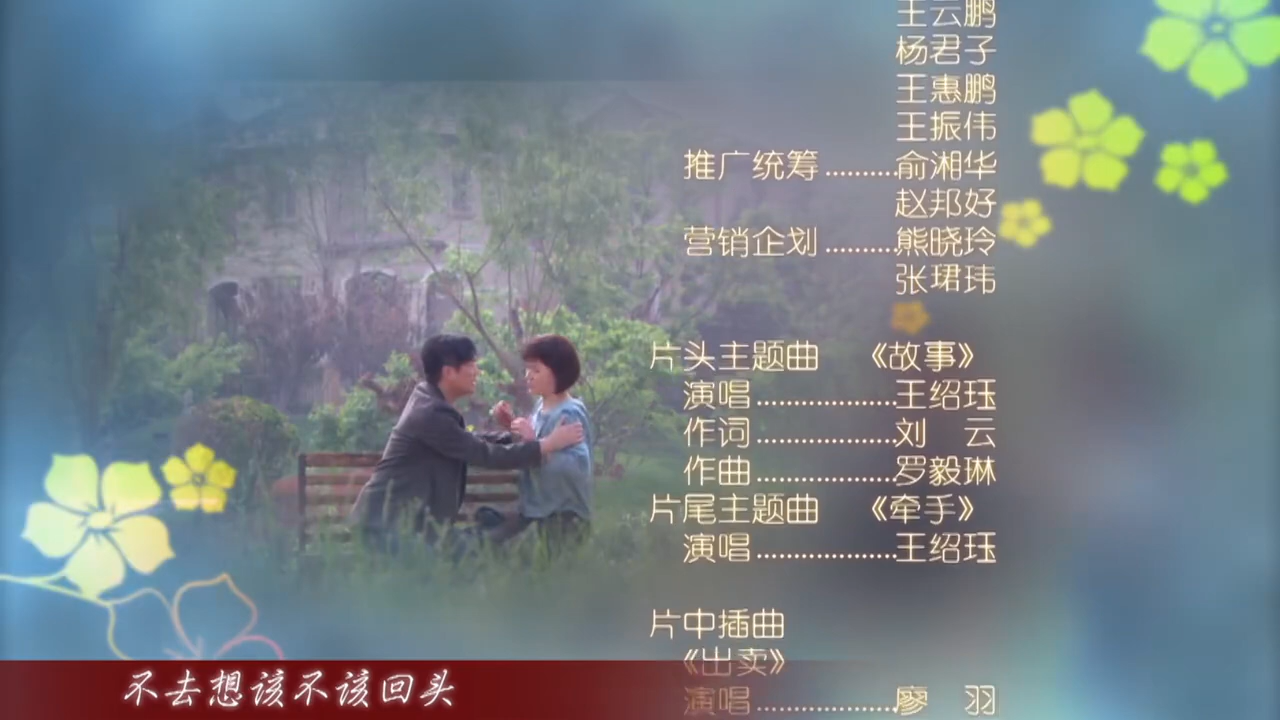 王云鹏
杨君子
王惠鹏
王振伟
推广统筹.........俞湘华
赵邦好
营销企划.........熊晓玲
张珺玮
片头主题曲 《故事》
演唱..................王绍珏
作词..................刘 云
作曲..................罗毅琳
片尾主题曲 《牵手》
演唱..................王绍珏
片中插曲
《出卖》
演唱..................廖 羽
不去想该不该回头